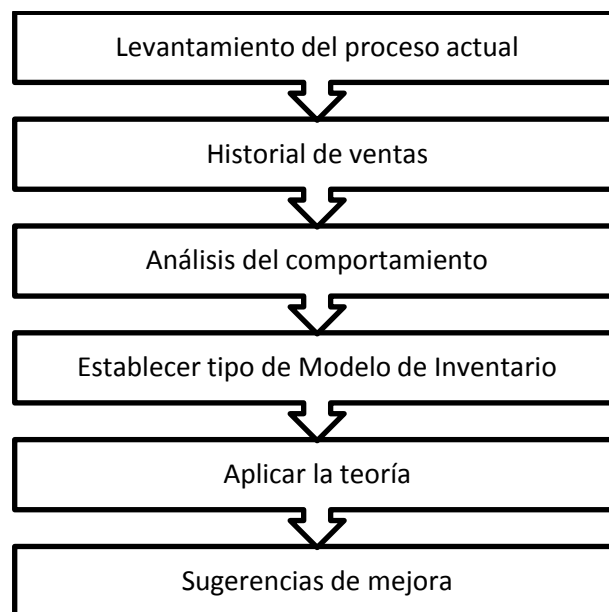 Levantamiento del proceso actual
Historial de ventas
Análisis del comportamiento
Establecer tipo de Modelo de Inventario
Aplicar la teoría
Sugerencias de mejora